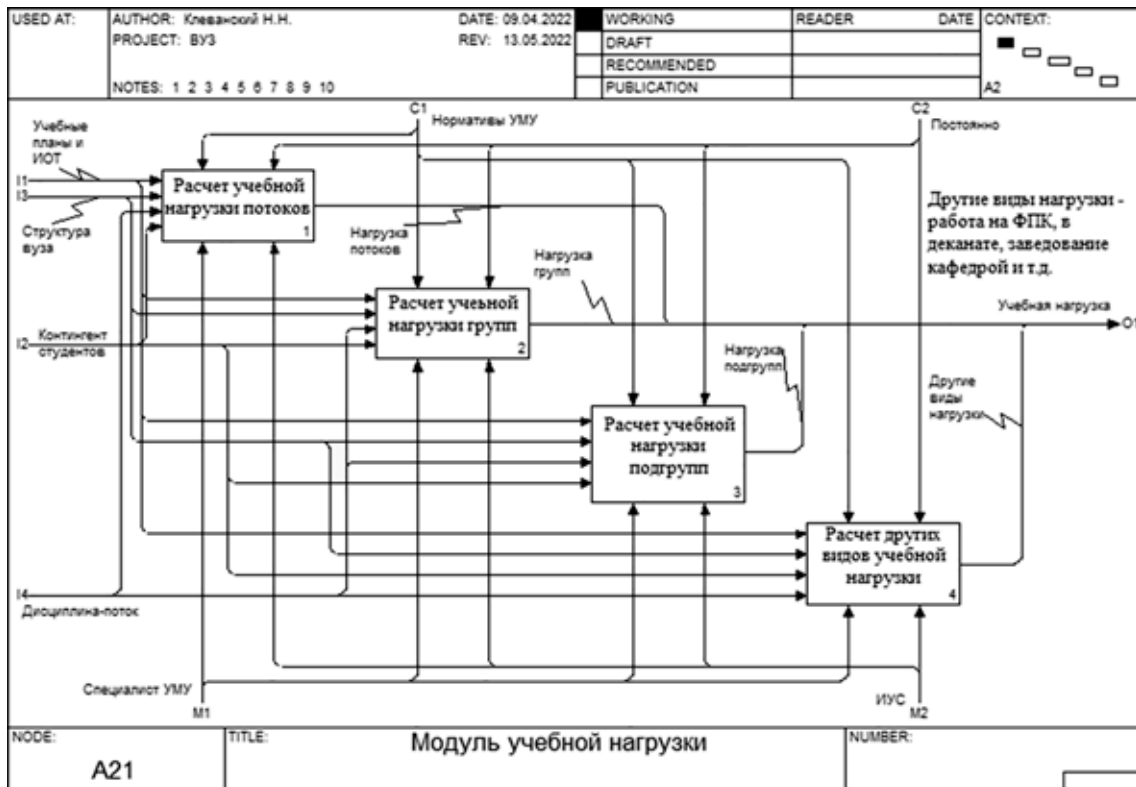 USED AT:
AUTHOR: Клеванский Н.Н.
DATE: 09.04.2022
WORKING
READER
DATE
CONTEXT:
PROJECT: ВУЗ
REV: 13.05.2022
DRAFT
RECOMMENDED
NOTES: 1 2 3 4 5 6 7 8 9 10
PUBLICATION
A2
C1
C2
Нормативы УМУ
Постоянно
Учебные
планы и
ИОТ
I1
I3
Структура
вуза
Расчет учебной
нагрузки потоков
1
Нагрузка
потоков
Другие виды нагрузки -
работа на ФПК, в
деканате, заведование
кафедрой и т.д.
Нагрузка
групп
Расчет учеьной
нагрузки групп
2
Учебная нагрузка
O1
I2
Контингент
студентов
Нагрузка
подгрупп
Другие
виды
нагрузки
Расчет учебной
нагрузки
подгрупп
3
Расчет других
видов учебной
нагрузки
4
I4
Дисциплина-поток
Специалист УМУ
M1
ИУС
M2
NODE:
A21
TITLE:
Модуль учебной нагрузки
NUMBER: